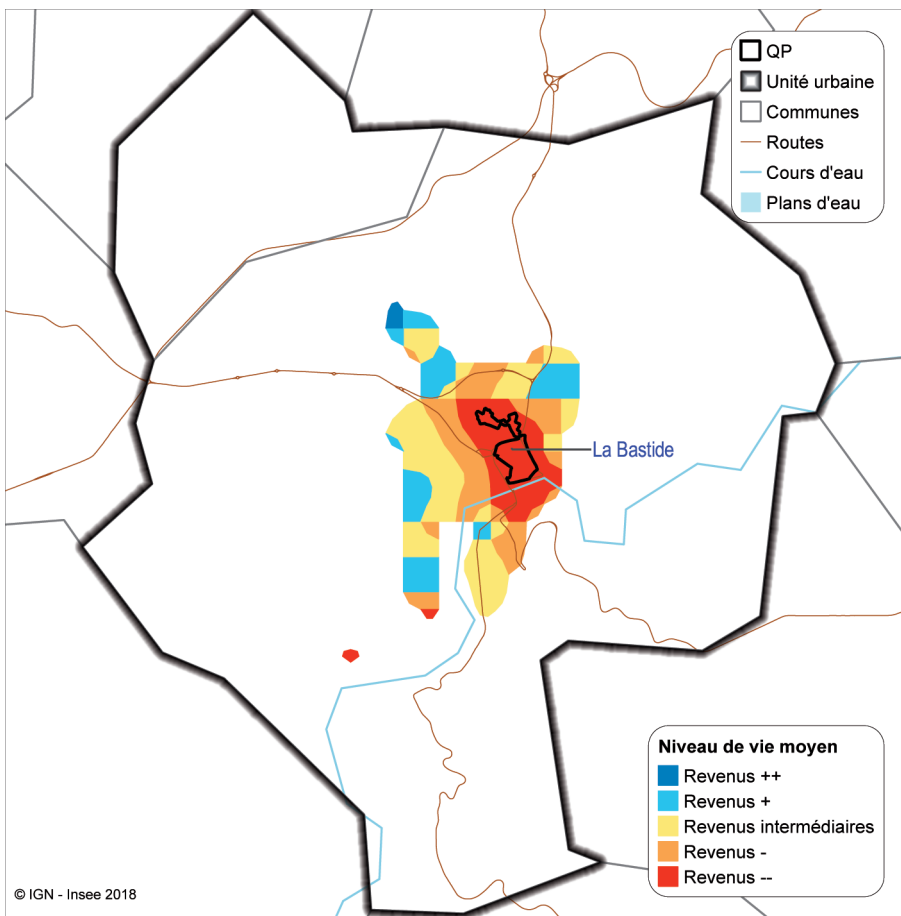 QP
Unité urbaine
Communes
Routes
Cours d'eau
Plans d'eau
La Bastide
Niveau de vie moyen
Revenus ++
Revenus +
Revenus intermédiaires
Revenus -
Revenus --
© IGN - Insee 2018